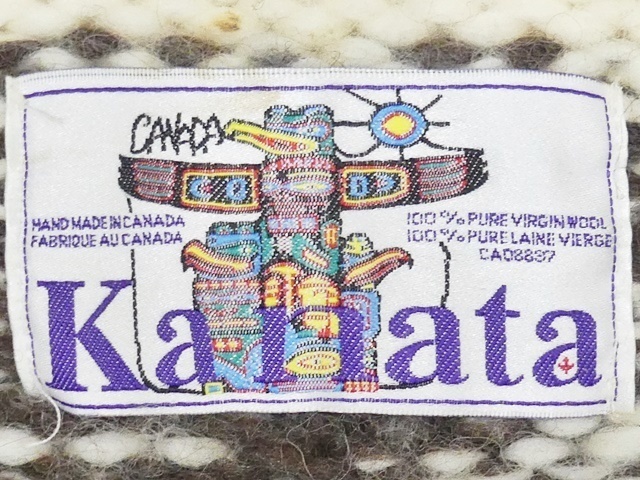 CANADA
HAND MADE IN CANADA
FABRIQUE AU CANADA
100 % PURE VIRGIN WOOL
100 % PURE LAINE VIERGE
CA08837
Kanata